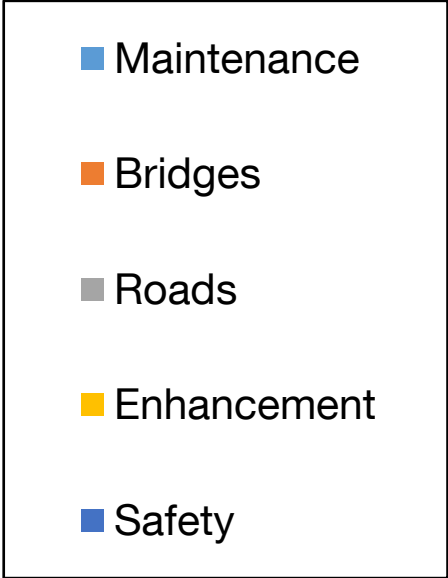 Maintenance
Bridges
Roads
Enhancement
Safety